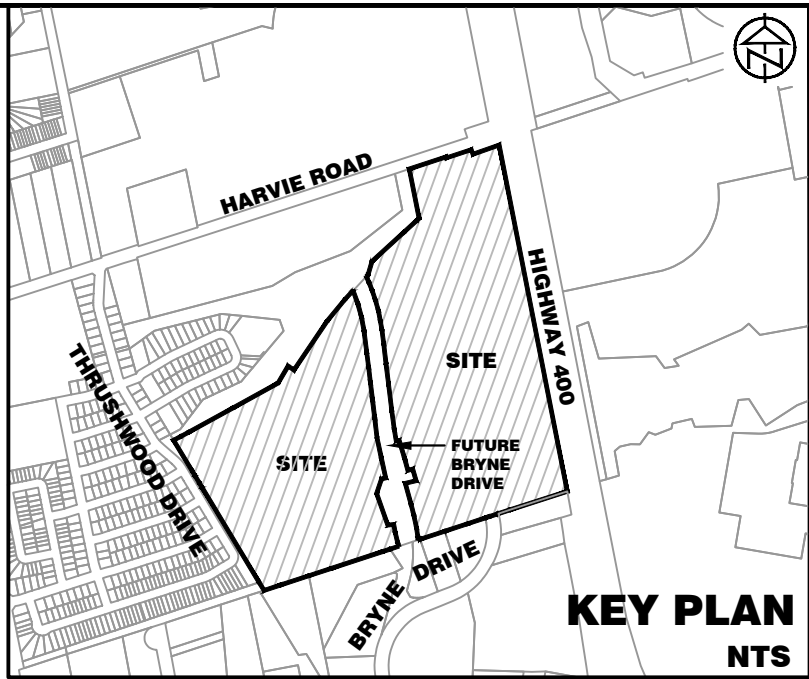 N
HARVIE ROAD
HIGHWAY 400
THRUSHWOOD DRIVE
SITE
SITE
FUTURE
BRYNE
DRIVE
BRYNE DRIVE
KEY PLAN
NTS